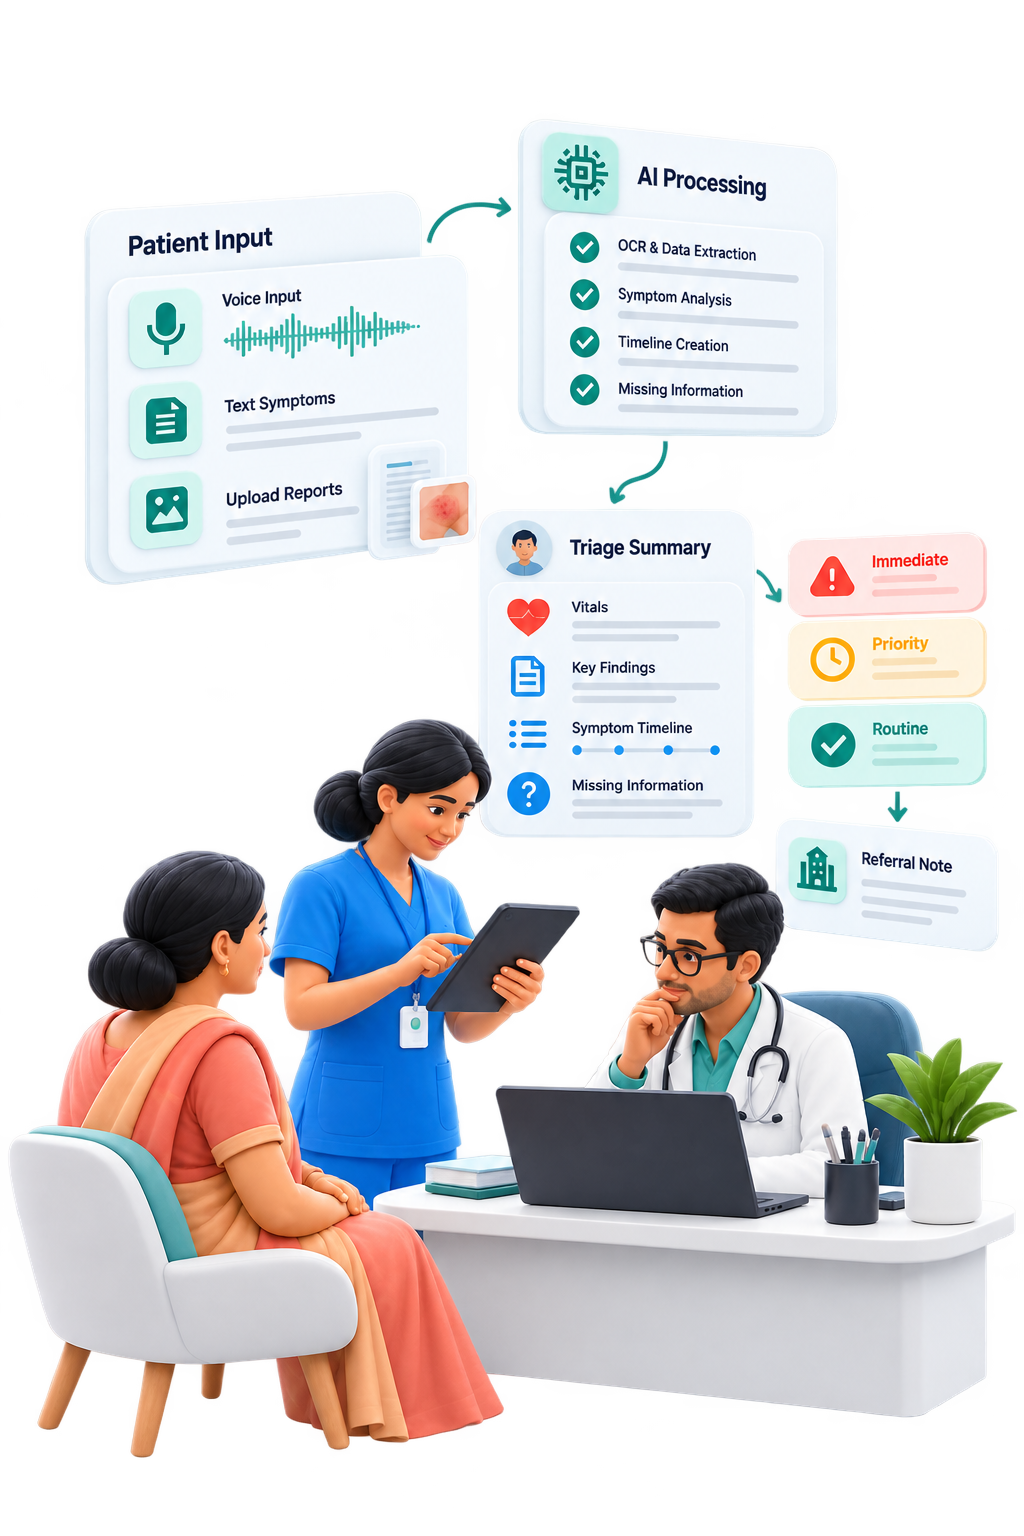 Patient Input
Voice Input
Text Symptoms
Upload Reports
AI Processing
OCR & Data Extraction
Symptom Analysis
Timeline Creation
Missing Information
Triage Summary
Vitals
Key Findings
Symptom Timeline
Missing Information
Immediate
Priority
Routine
Referral Note